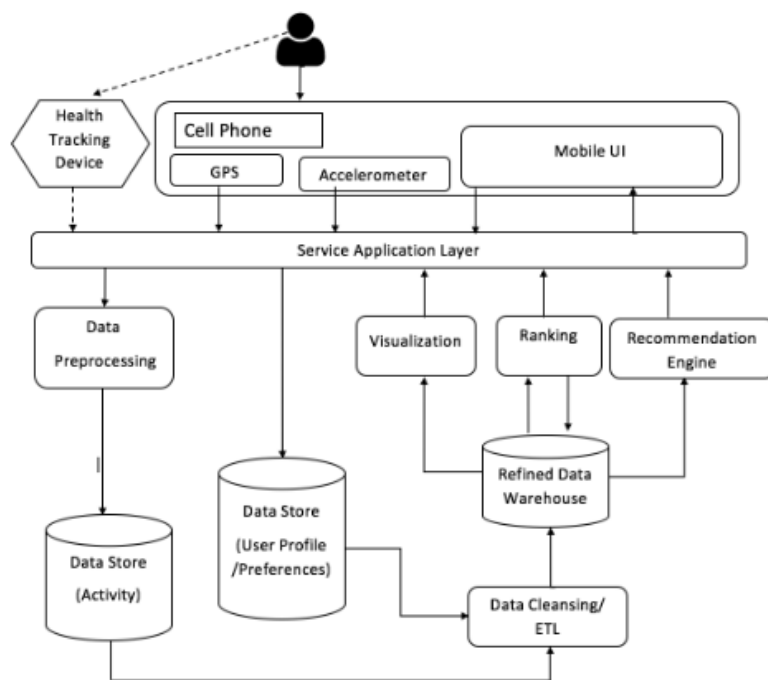 Health
Tracking
Device
Cell Phone
GPS
Accelerometer
Mobile UI
Service Application Layer
Data
Preprocessing
Visualization
Ranking
Recommendation
Engine
Refined Data
Warehouse
Data Store
(User Profile
/Preferences)
Data Store
(Activity)
Data Cleansing/
ETL